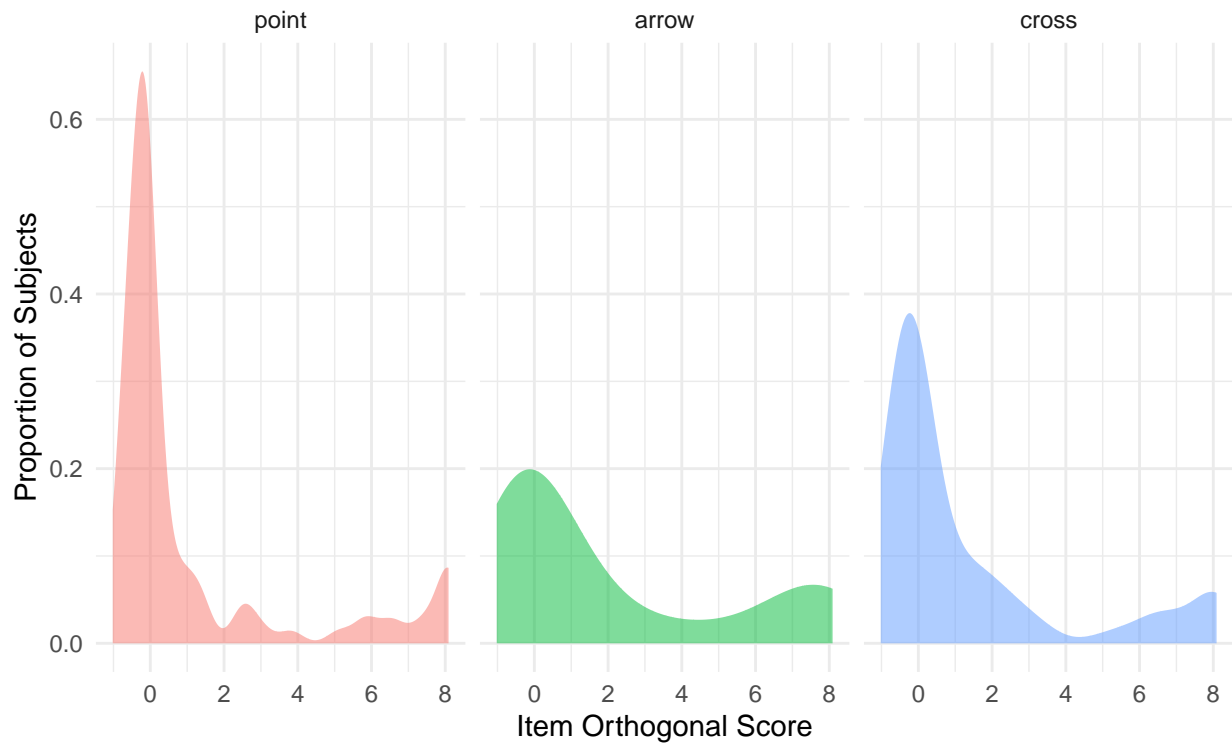 point arrow cross
Proportion of Subjects
0.6
0.4
0.2
0.0
0 2 4 6 8 0 2 4 6 8 0 2 4 6 8
Item Orthogonal Score